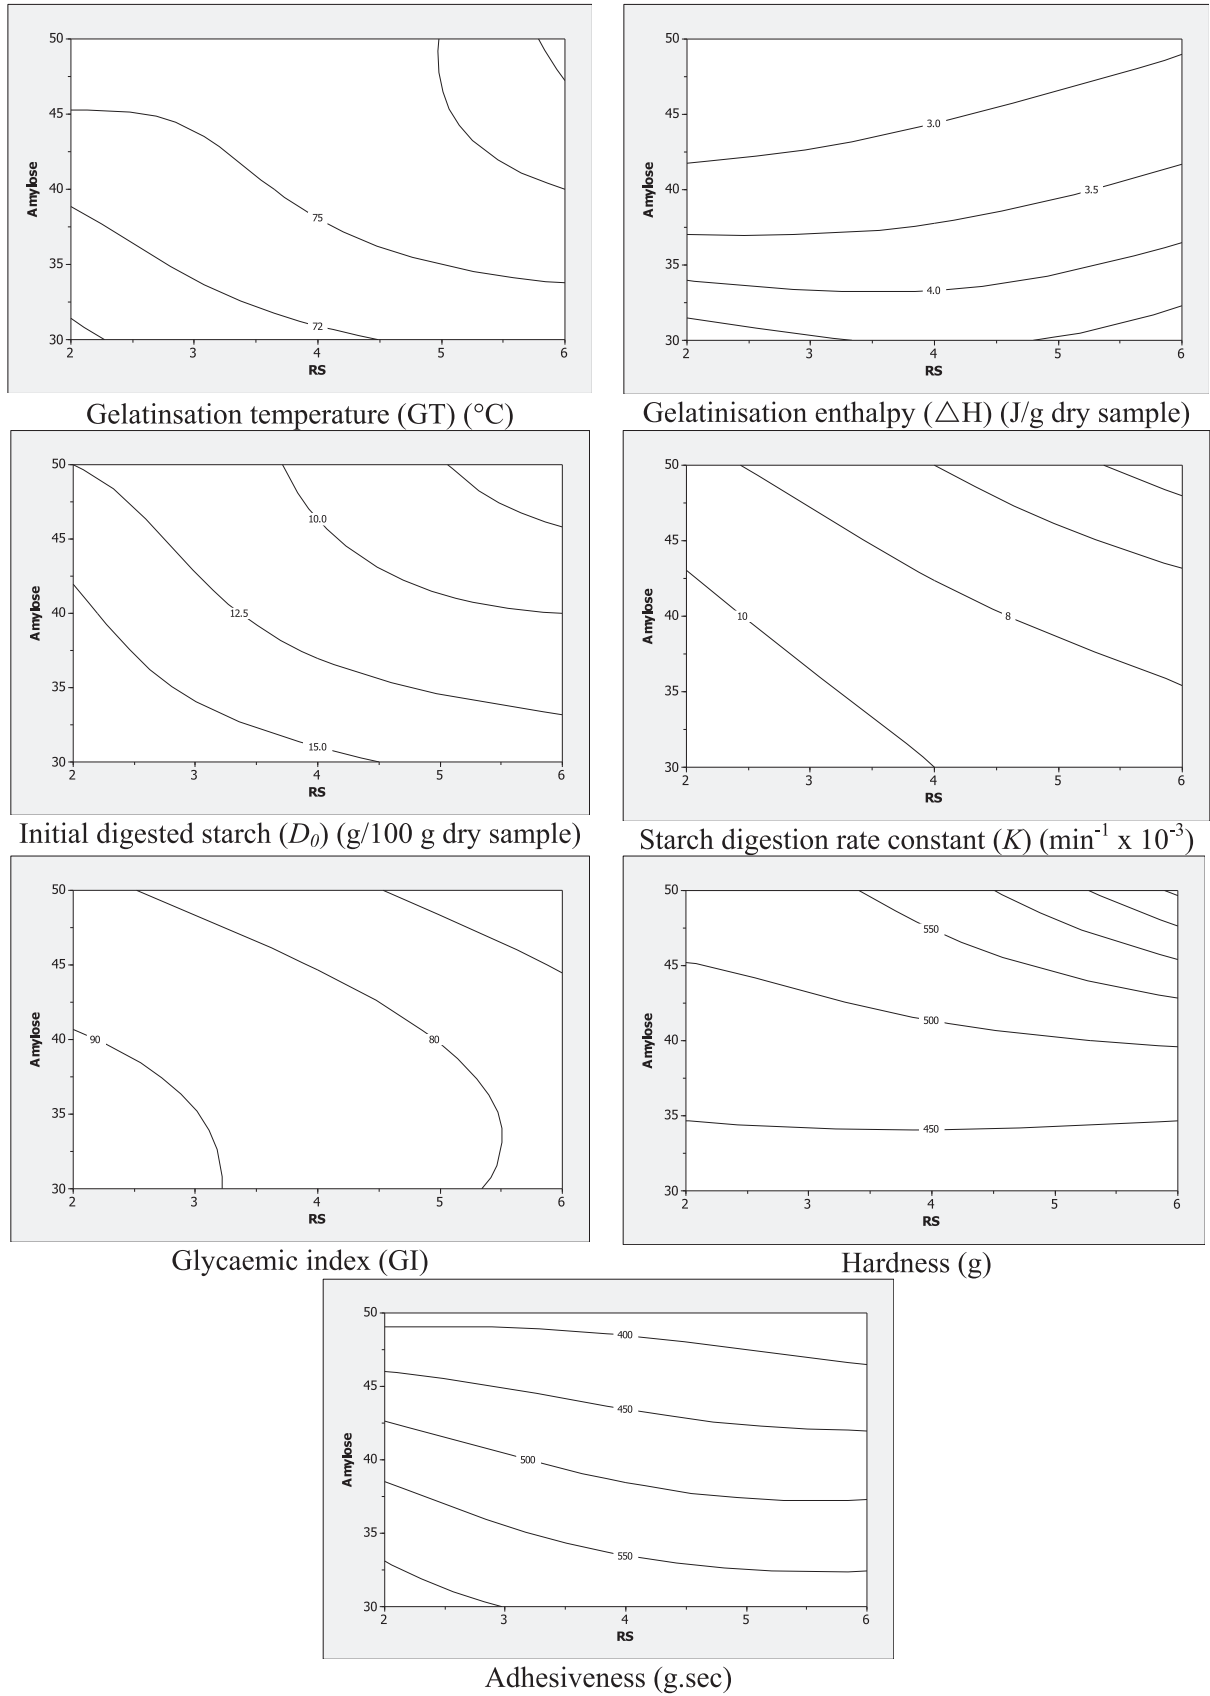 50
45
40
35
30
Amylose
75
72
2 3 4 5 6
RS
Gelatinsation temperature (GT) (°C)
50
45
40
35
30
Amylose
3.0
3.5
4.0
2 3 4 5 6
RS
Gelatinisation enthalpy (△H) (J/g dry sample)
50
45
40
35
30
Amylose
10.0
12.5
15.0
2 3 4 5 6
RS
Initial digested starch (D0) (g/100 g dry sample)
50
45
40
35
30
Amylose
10
8
2 3 4 5 6
RS
Starch digestion rate constant (K) (min-1 x 10-3)
50
45
40
35
30
Amylose
90
80
2 3 4 5 6
RS
Glycaemic index (GI)
50
45
40
35
30
Amylose
550
500
450
2 3 4 5 6
RS
Hardness (g)
50
45
40
35
30
Amylose
400
450
500
550
2 3 4 5 6
RS
Adhesiveness (g.sec)